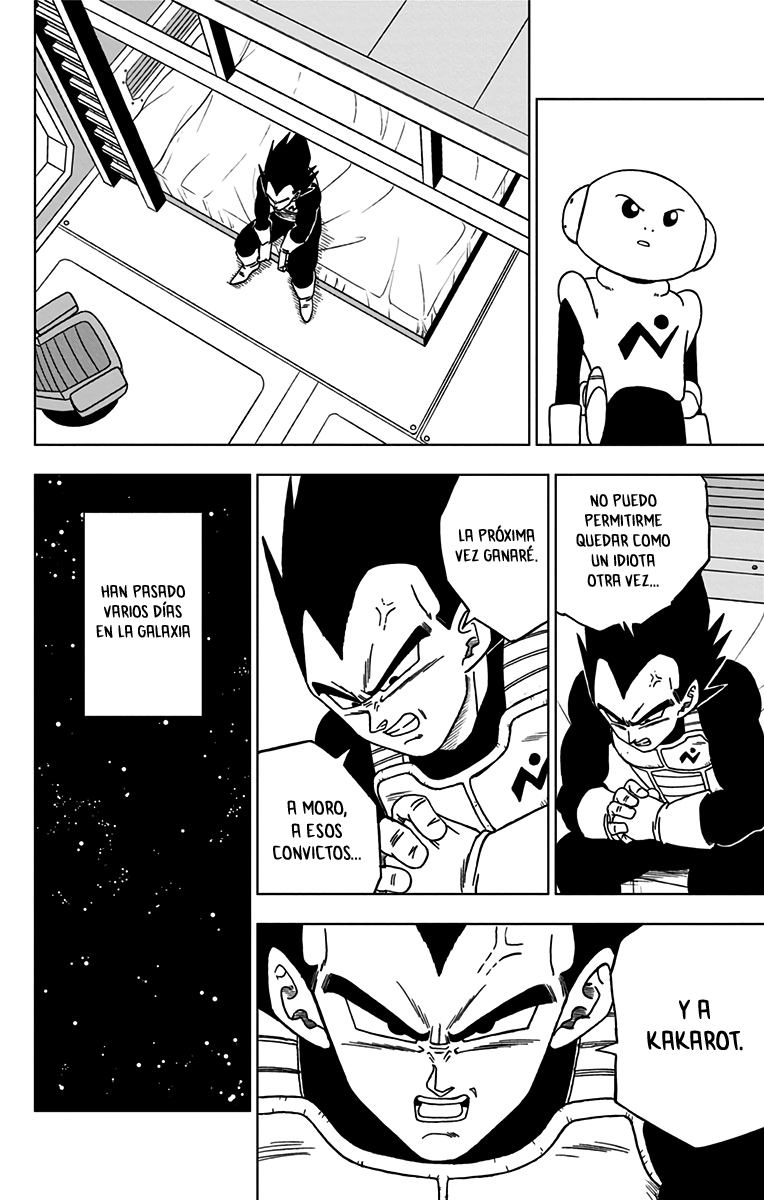 NO PUEDO
PERMITIRME
QUEDAR COMO
UN IDIOTA
OTRA VEZ...
LA PRÓXIMA
VEZ GANARÉ.
A MORO,
A ESOS
CONVICTOS...
Y A
KAKAROT.
HAN PASADO
VARIOS DÍAS
EN LA GALAXIA